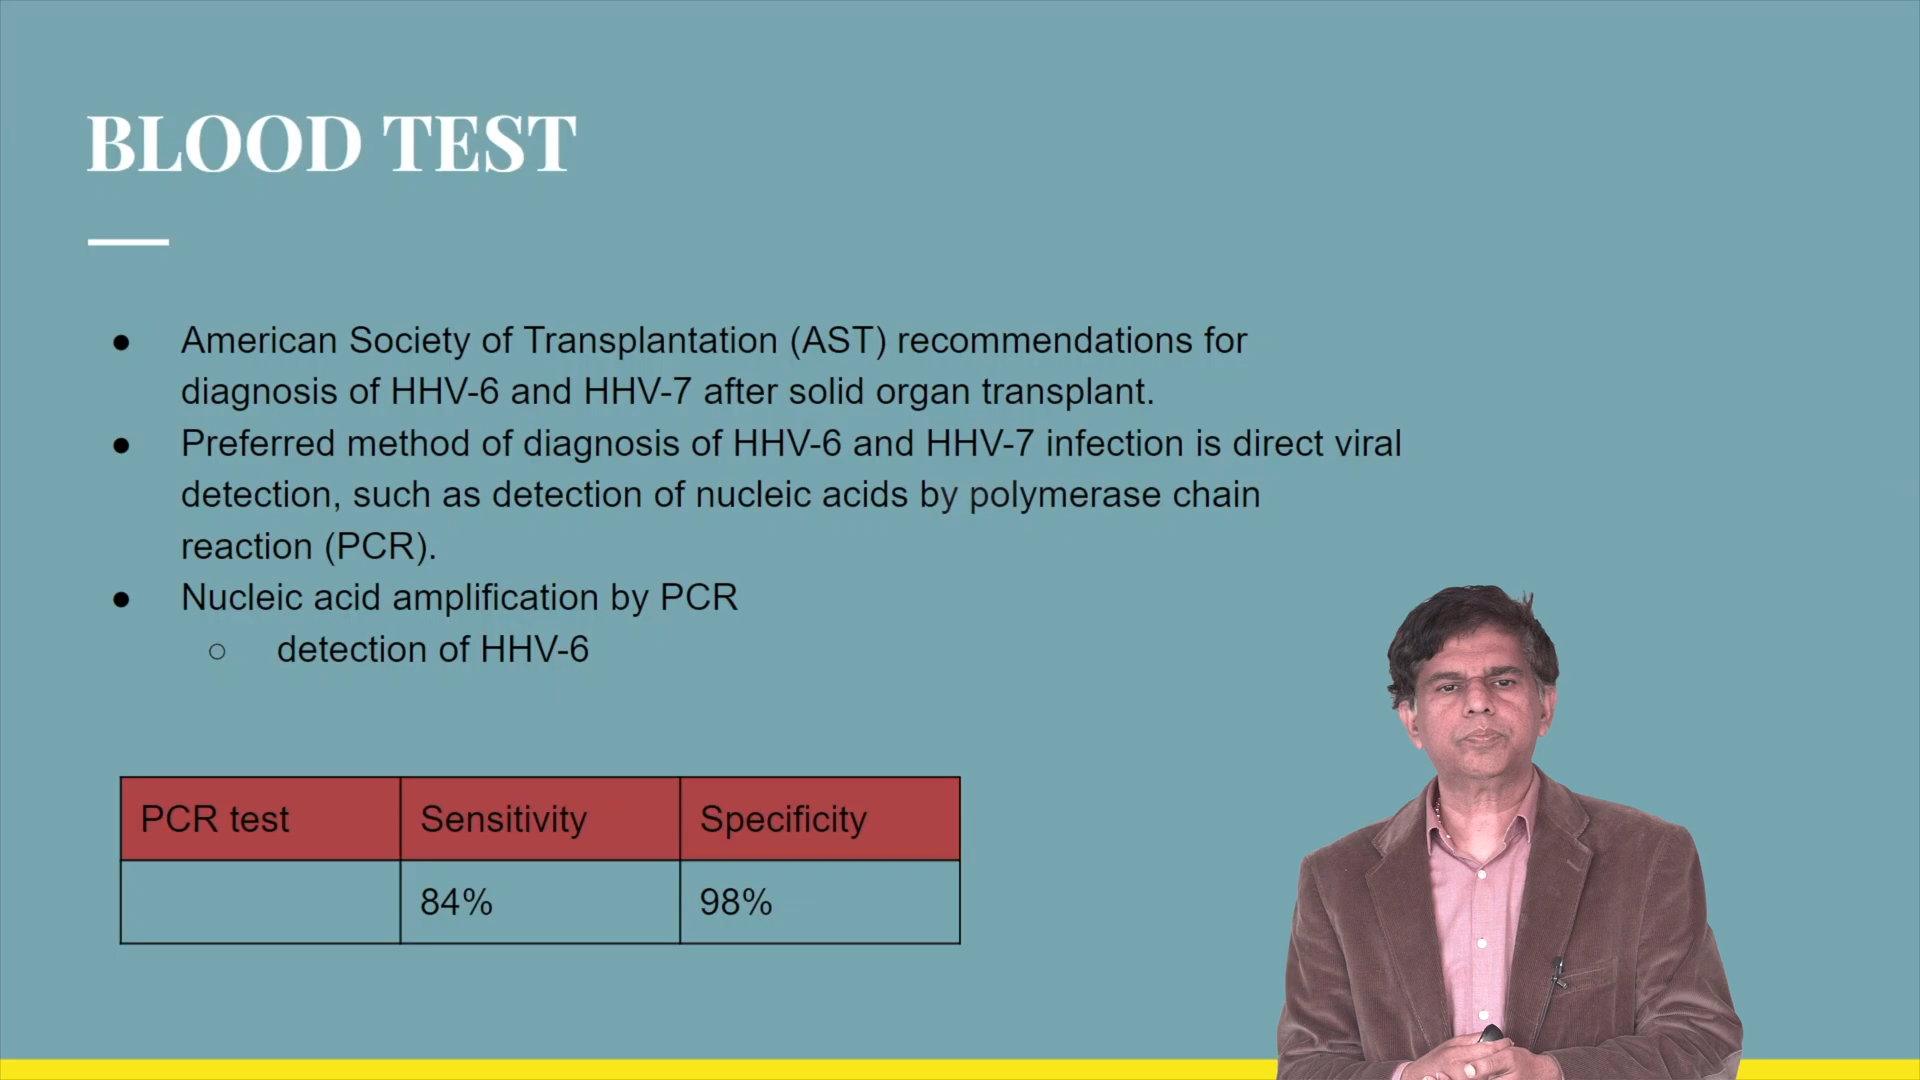 BLOOD TEST
● American Society of Transplantation (AST) recommendations for
diagnosis of HHV-6 and HHV-7 after solid organ transplant.
● Preferred method of diagnosis of HHV-6 and HHV-7 infection is direct viral
detection, such as detection of nucleic acids by polymerase chain
reaction (PCR).
● Nucleic acid amplification by PCR
○ detection of HHV-6
PCR test Sensitivity Specificity
84% 98%